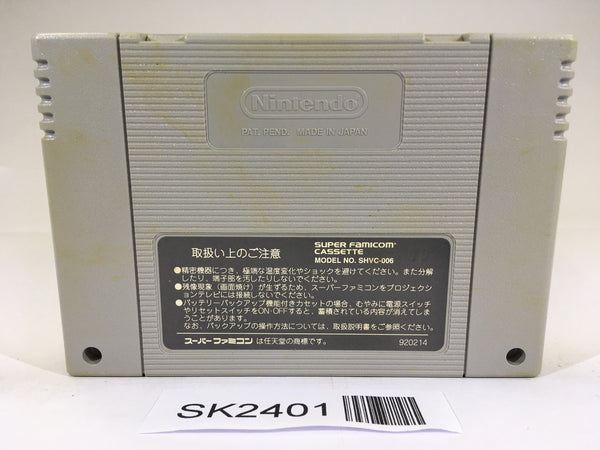 Nintendo
PAT. PEND. MADE IN JAPAN
取扱い上のご注意
SUPER FAMICOM
CASSETTE
MODEL NO. SHVC-006
●精密機器につき、極端な温度変化やショックを避けてください。また分解
したり、端子部を汚したりしないでください。
●残像現象(画面焼け)が生ずるため、スーパーファミコンをプロジェクシ
ョンテレビには接続しないでください。
●バッテリーバックアップ機能付きカセットの場合、むやみに電源スイッチ
やリセットスイッチをON・OFFすると、蓄積されている内容が消えてしま
うことがあります。
なお、バックアップの操作方法については、取扱説明書をご参照ください。
スーパーファミコン は任天堂の商標です。
920214
SK2401